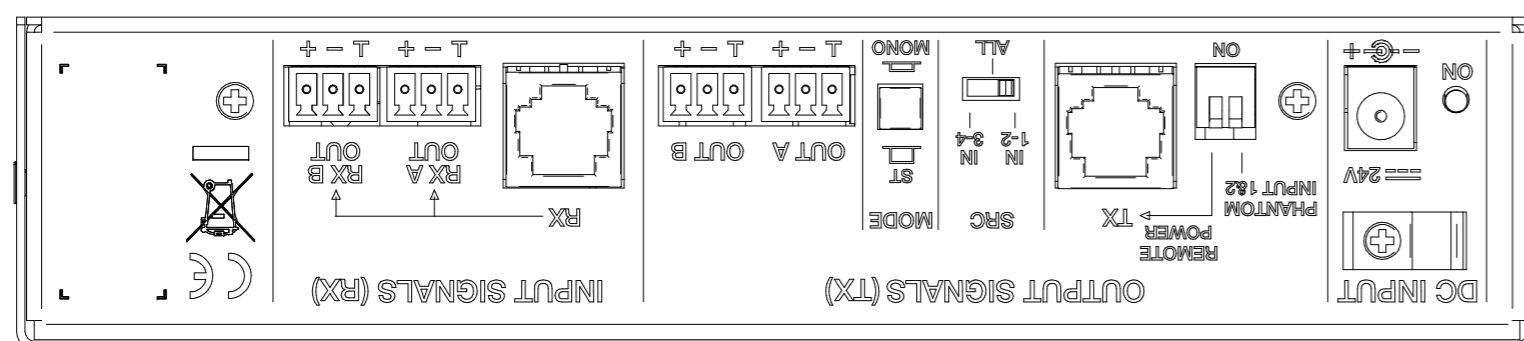 DC INPUT
24V
ON
- +
OUTPUT SIGNALS (TX)
REMOTE
POWER
PHANTOM
INPUT 1&2
ON
TX
SRC
IN
1-2
IN
3-4
ALL
MODE
ST
MONO
OUT A
⊥ - +
OUT B
⊥ - +
INPUT SIGNALS (RX)
RX
RX A
OUT
⊥ - +
RX B
OUT
⊥ - +
CE